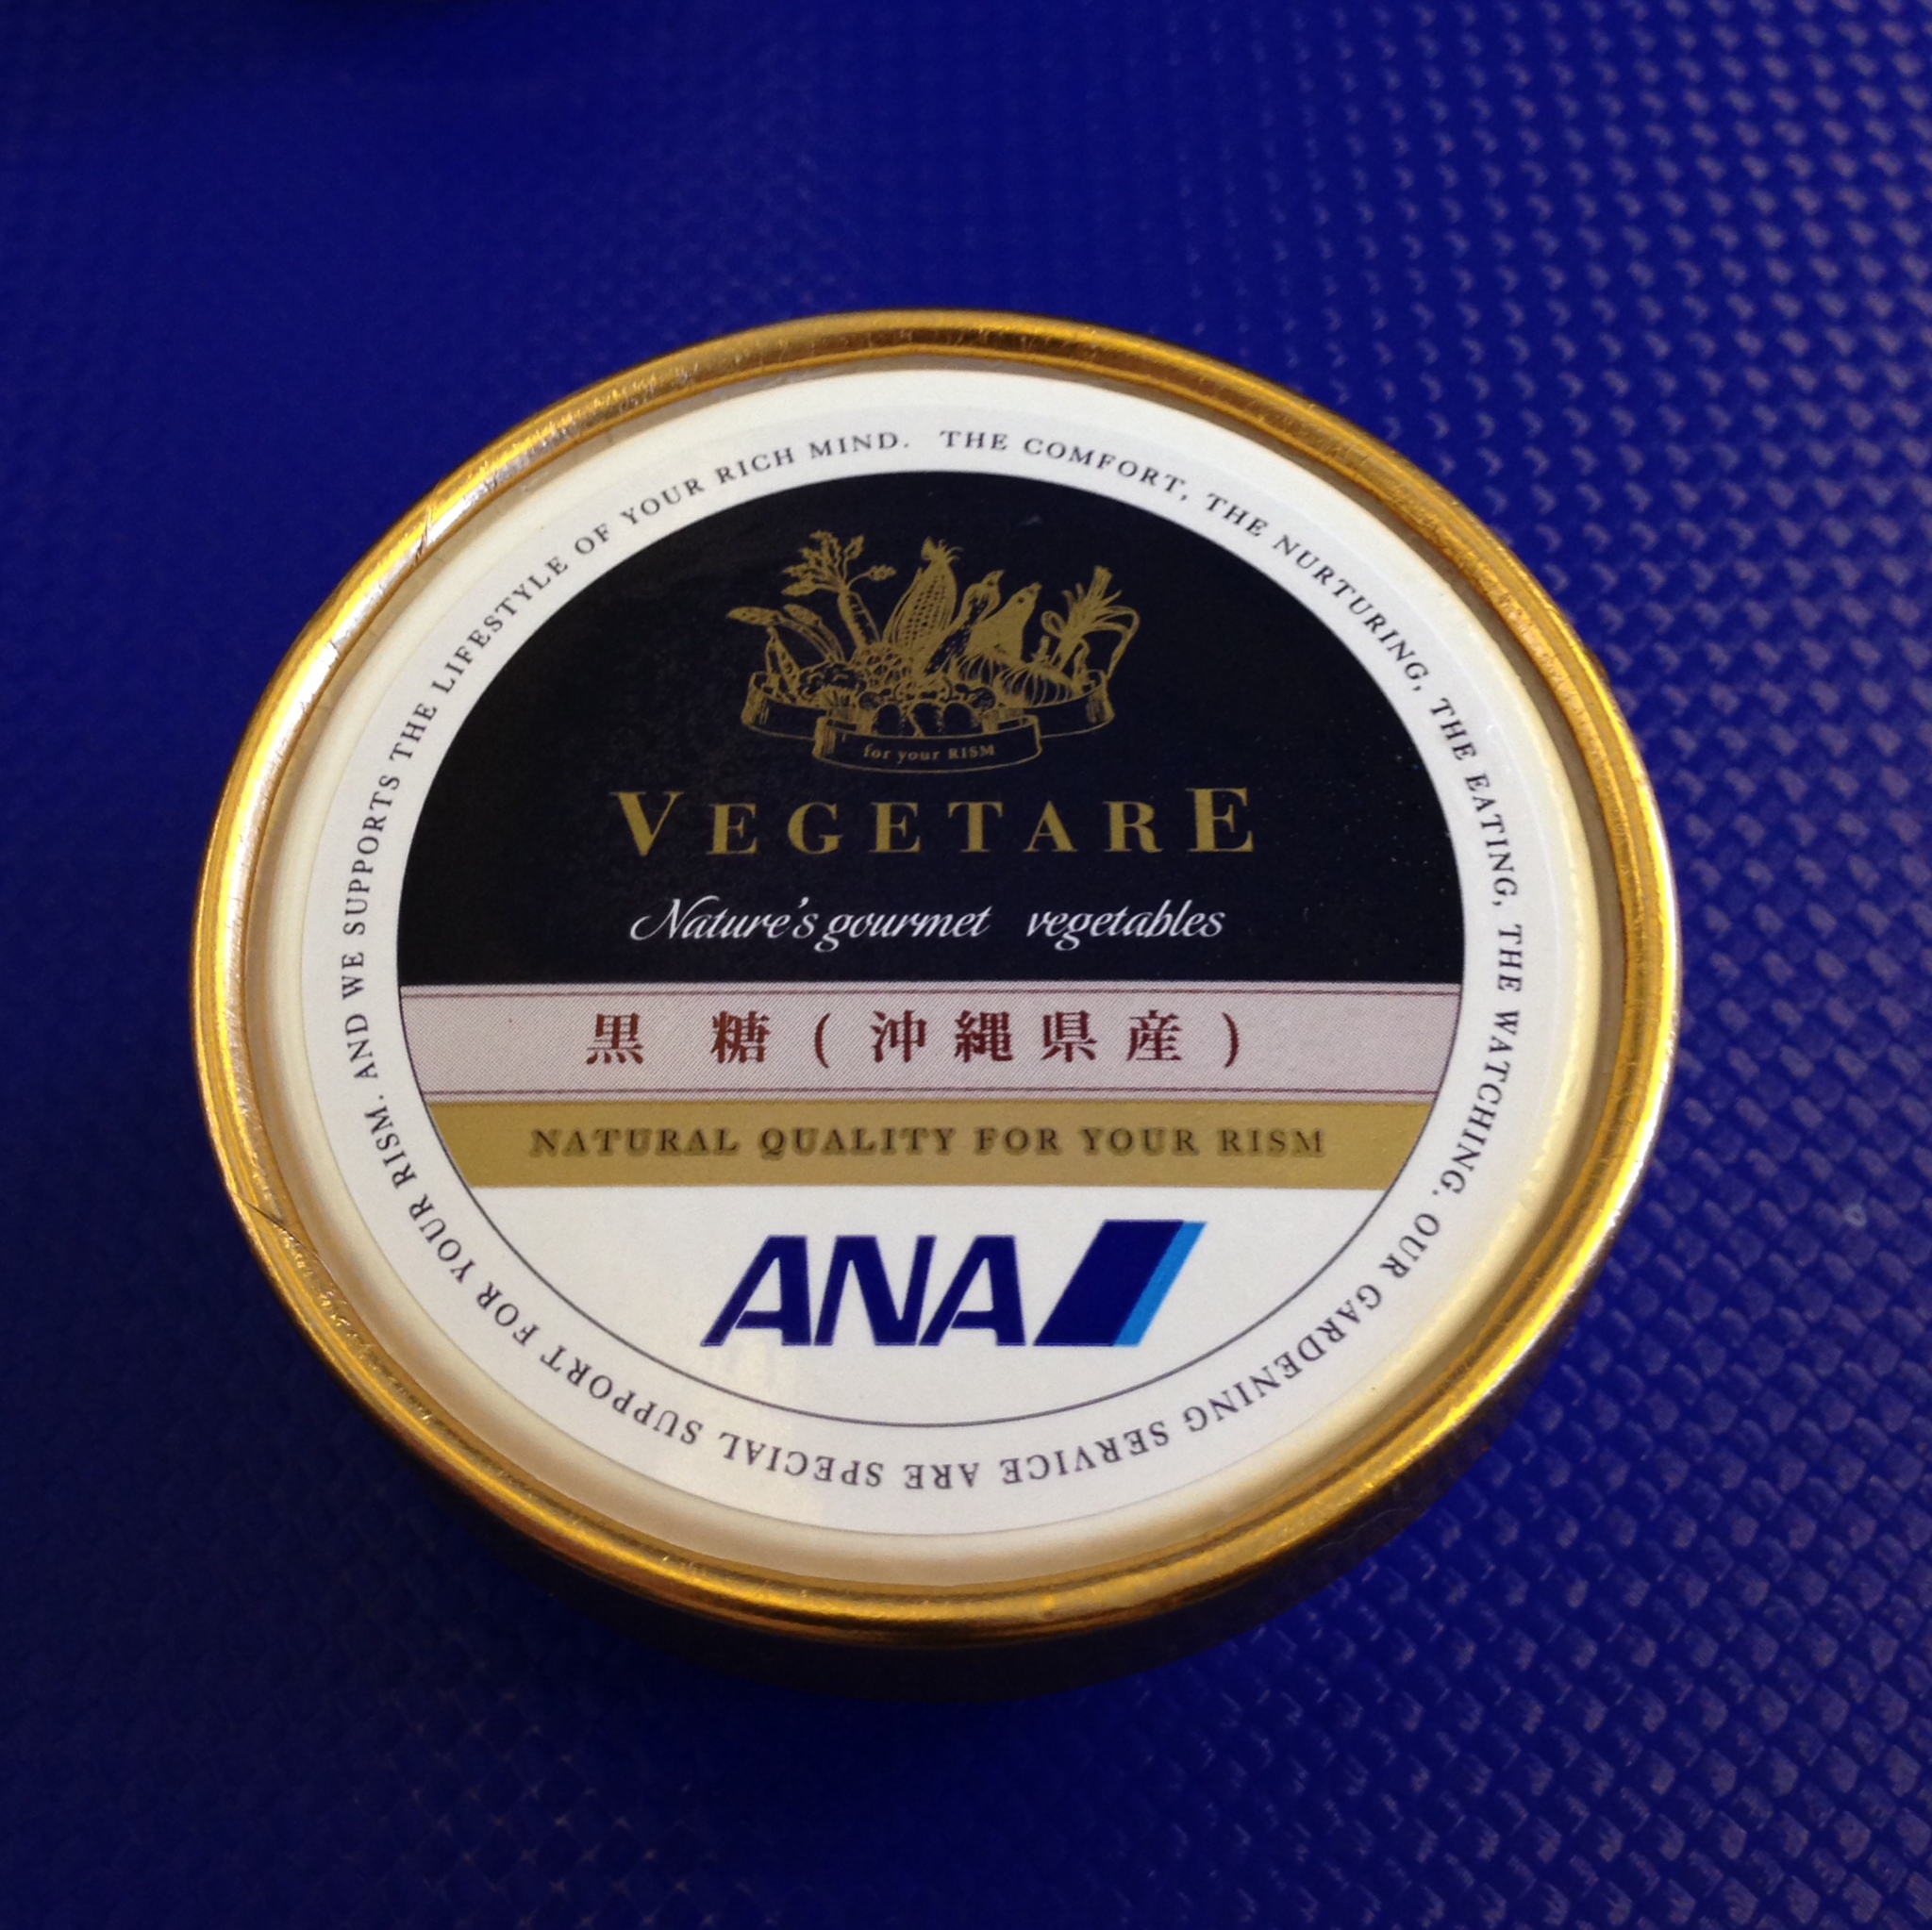 THE COMFORT, THE NURTURING, THE EATING, THE WATCHING. OUR GARDENING SERVICE ARE SPECIAL SUPPORT FOR YOUR RISM. AND WE SUPPORTS THE LIFESTYLE OF YOUR RICH MIND.
for your RISM
VEGETARE
Nature's gourmet vegetables
黒 糖 ( 沖縄県産 )
NATURAL QUALITY FOR YOUR RISM
ANA